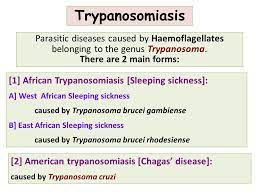 Trypanosomiasis
Parasitic diseases caused by Haemoflagellates
belonging to the genus Trypanosoma.
There are 2 main forms:
[1] African Trypanosomiasis [Sleeping sickness]:
A] West African Sleeping sickness
caused by Trypanosoma brucei gambiense
B] East African Sleeping sickness
caused by Trypanosoma brucei rhodesiense
[2] American trypanosomiasis [Chagas' disease]:
caused by Trypanosoma cruzi